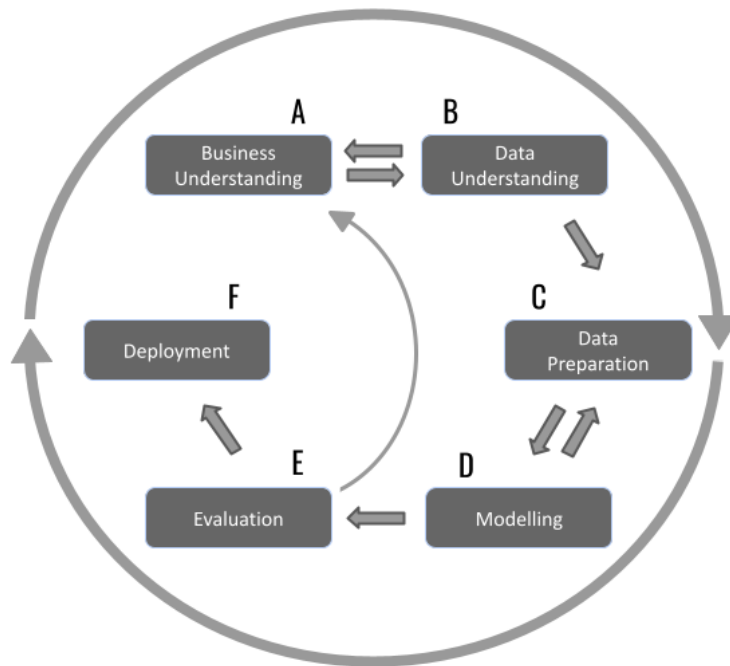 A
B
Business
Understanding
Data
Understanding
F
C
Deployment
Data
Preparation
E
D
Evaluation
Modelling